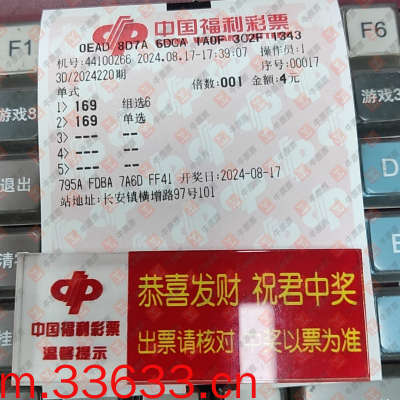 中国福利彩票
0EAD 8D7A 6DCA 1A0F 302F 1343
机号:44100266 2024.08.17-17:39:07 操作员:1
3D/2024220期 序号:00017
单式 倍数:001 金额:4元
1> 169 组选6
2> 169 单选
3> --- ---
4> --- ---
5> --- ---
795A FDBA 7A6D FF41 开奖日:2024-08-17
站地址:长安镇横增路97号101
F1
F6
游戏3
游戏
退出
D
清
中国福利彩票
温馨提示
恭喜发财 祝君中奖
出票请核对 中奖以票为准
m.33633.cn